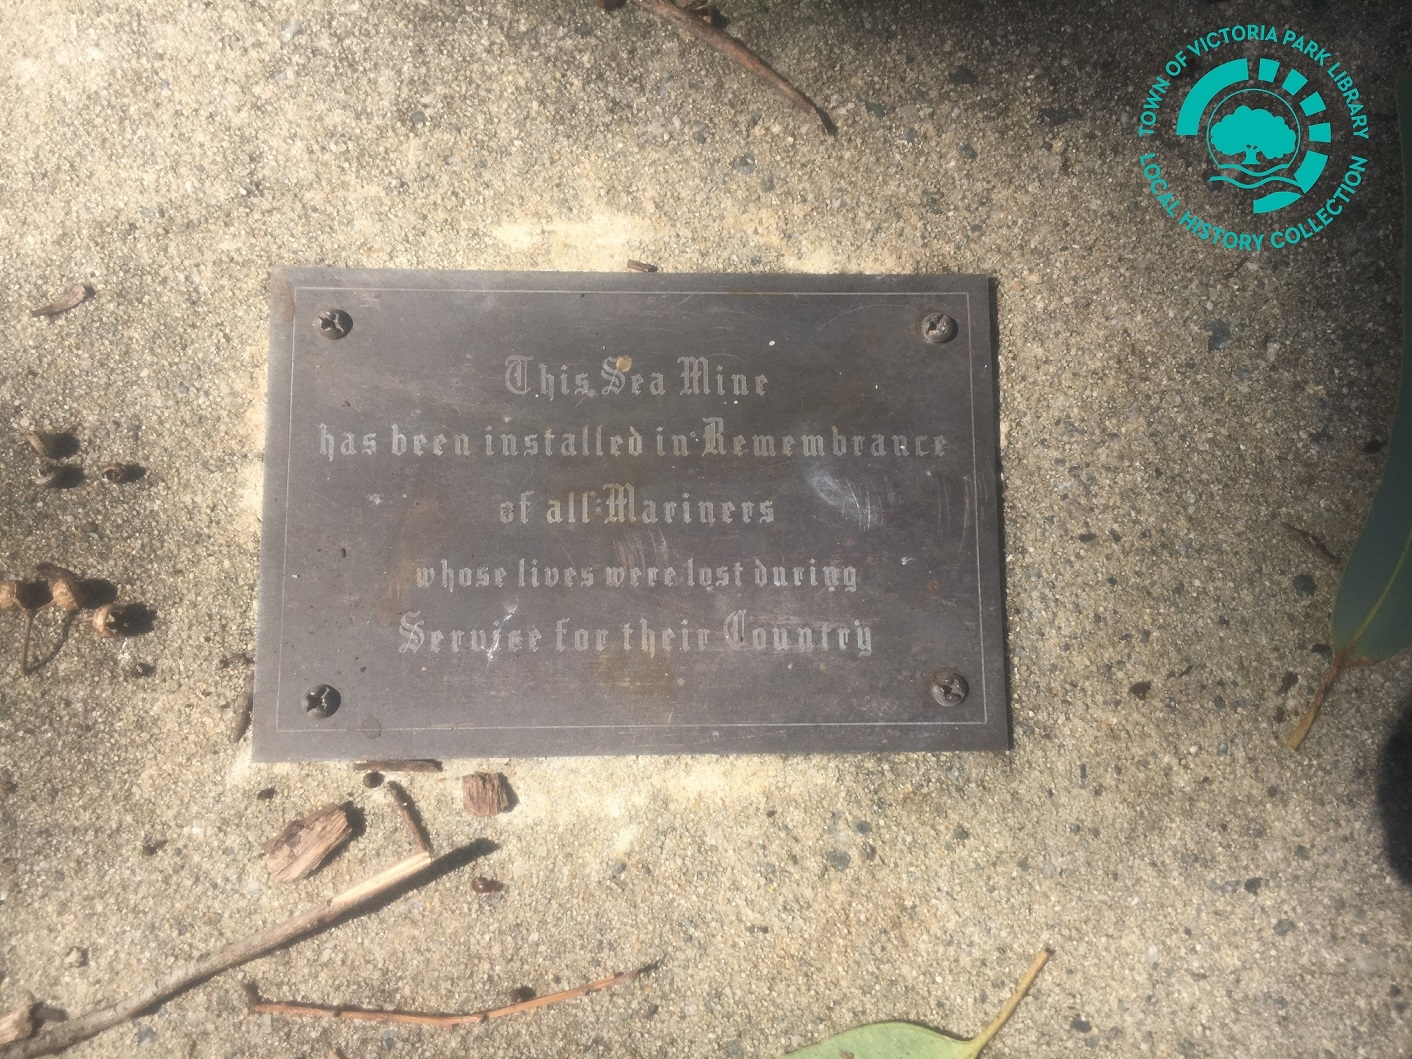 TOWN OF VICTORIA PARK LIBRARY
LOCAL HISTORY COLLECTION
This Sea Mine
has been installed in Remembrance
of all Mariners
whose lives were lost during
Service for their Country